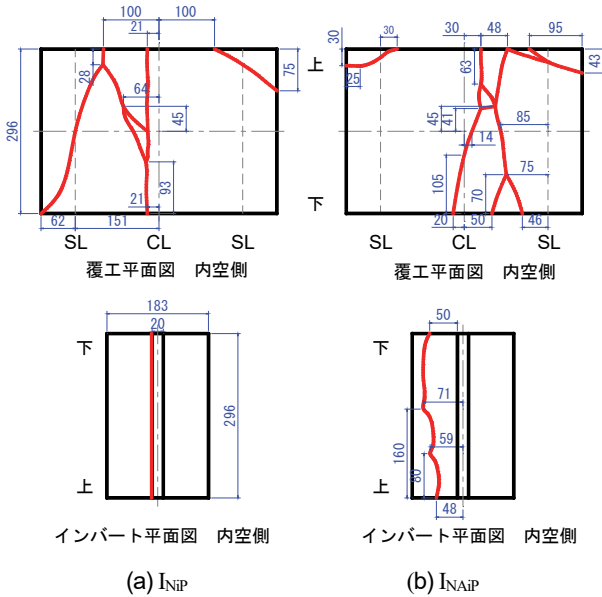 100 100
21
28
75
64
45
296
93
21
62 151
SL CL SL
覆工平面図 内空側
30
30
48
95
上
30
25
63
43
45
41
14
85
105
75
70
下
20
50
46
SL CL SL
覆工平面図 内空側
183
20
下
296
上
インバート平面図 内空側
50
下
71
160
59
80
上
48
インバート平面図 内空側
(a) INiP
(b) INAiP